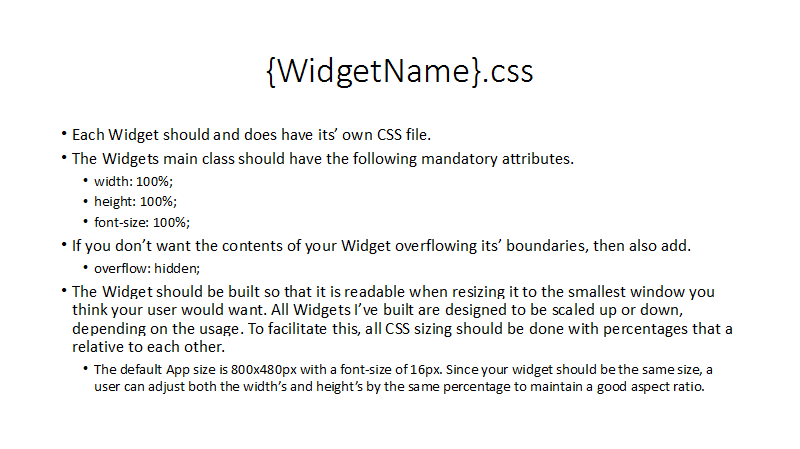 {WidgetName}.css
• Each Widget should and does have its’ own CSS file.
• The Widgets main class should have the following mandatory attributes.
• width: 100%;
• height: 100%;
• font-size: 100%;
• If you don’t want the contents of your Widget overflowing its’ boundaries, then also add.
• overflow: hidden;
• The Widget should be built so that it is readable when resizing it to the smallest window you
think your user would want. All Widgets I’ve built are designed to be scaled up or down,
depending on the usage. To facilitate this, all CSS sizing should be done with percentages that a
relative to each other.
• The default App size is 800x480px with a font-size of 16px. Since your widget should be the same size, a
user can adjust both the width’s and height’s by the same percentage to maintain a good aspect ratio.